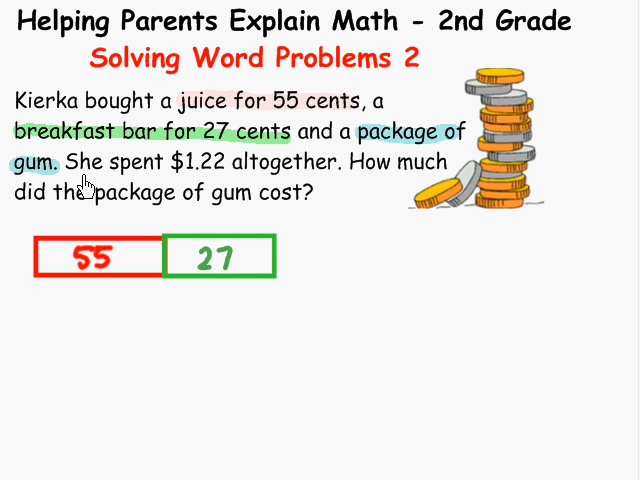 Helping Parents Explain Math - 2nd Grade
Solving Word Problems 2
Kierka bought a juice for 55 cents, a
breakfast bar for 27 cents and a package of
gum. She spent $1.22 altogether. How much
did the package of gum cost?
55 27